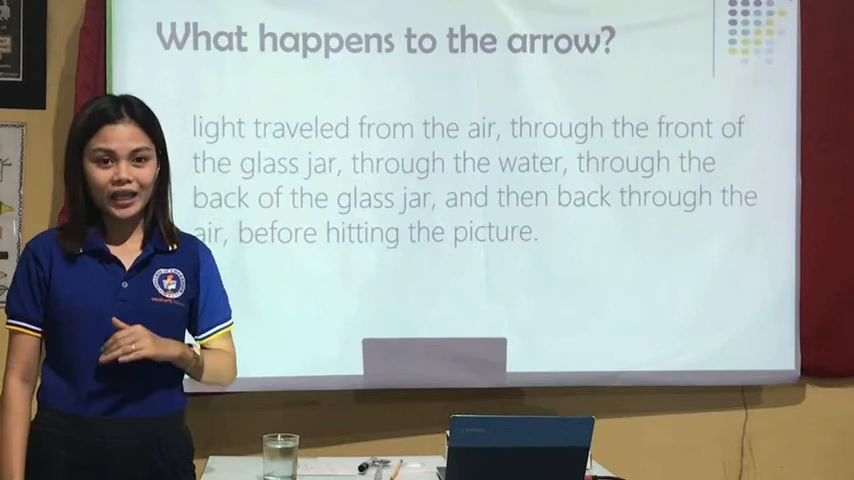 What happens to the arrow?
light traveled from the air, through the front of
the glass jar, through the water, through the
back of the glass jar, and then back through the
air, before hitting the picture.